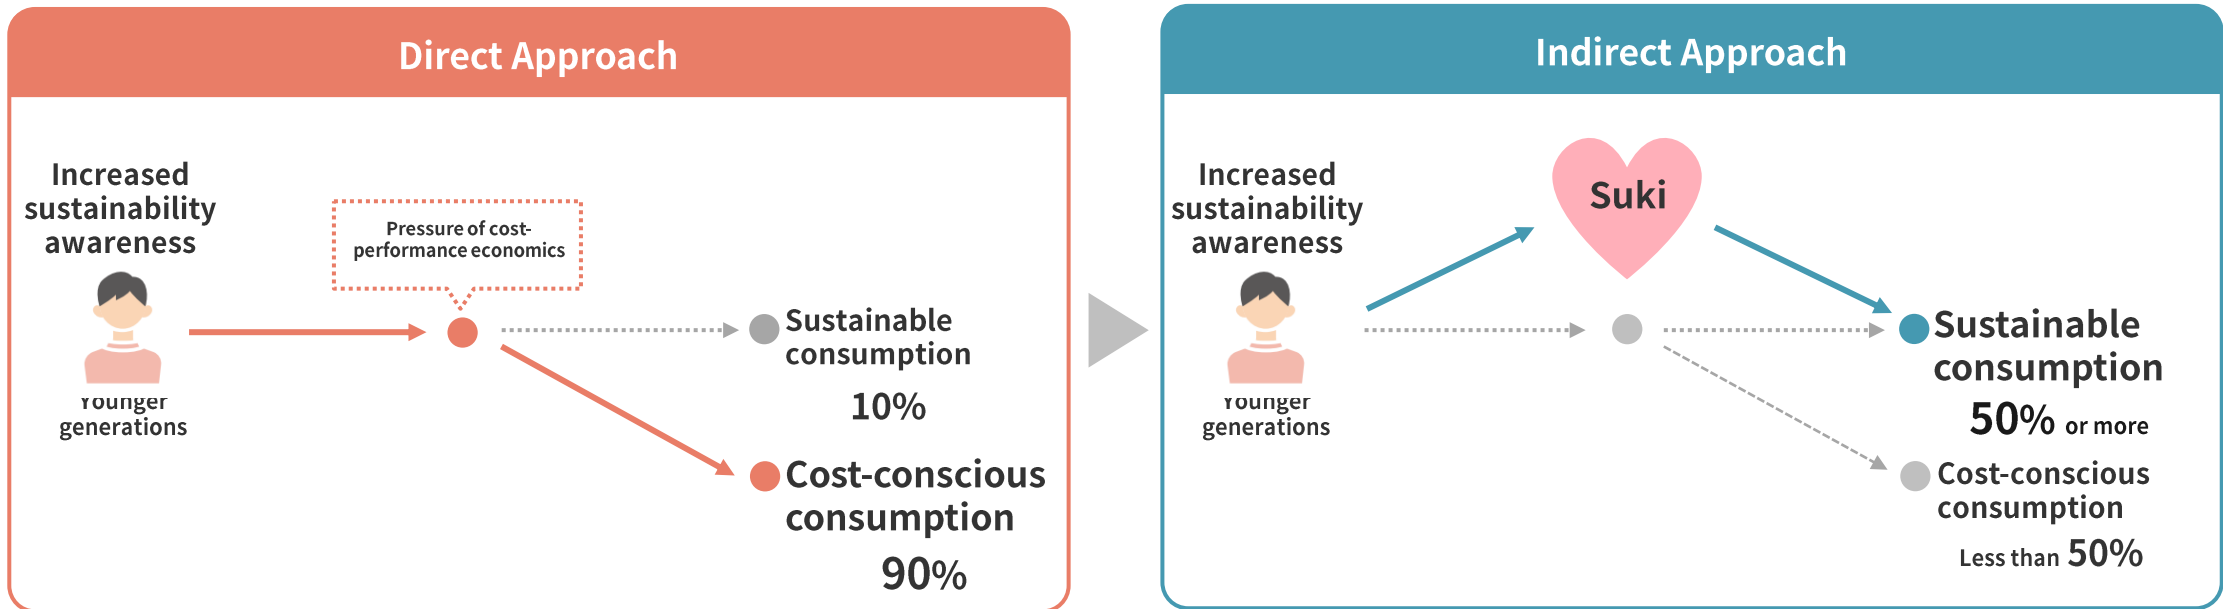 Direct Approach
Increased
sustainability
awareness
Pressure of cost-
performance economics
Younger
generations
Sustainable
consumption
10%
Cost-conscious
consumption
90%
Indirect Approach
Increased
sustainability
awareness
Suki
Younger
generations
Sustainable
consumption
50% or more
Cost-conscious
consumption
Less than 50%